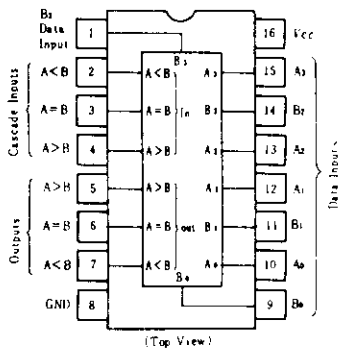 B₃
Data
Input
1
16
Vcc
A<B
2
A<B
B₃
A₃
15
A₃
A=B
3
A=B
In
B₂
14
B₂
A>B
4
A>B
A₂
13
A₂
A>B
5
A>B
A₁
12
A₁
A=B
6
A=B
out
B₁
11
B₁
A<B
7
A<B
B₀
A₀
10
A₀
GND
8
9
B₀
Cascade Inputs
Outputs
Data Inputs
(Top View)